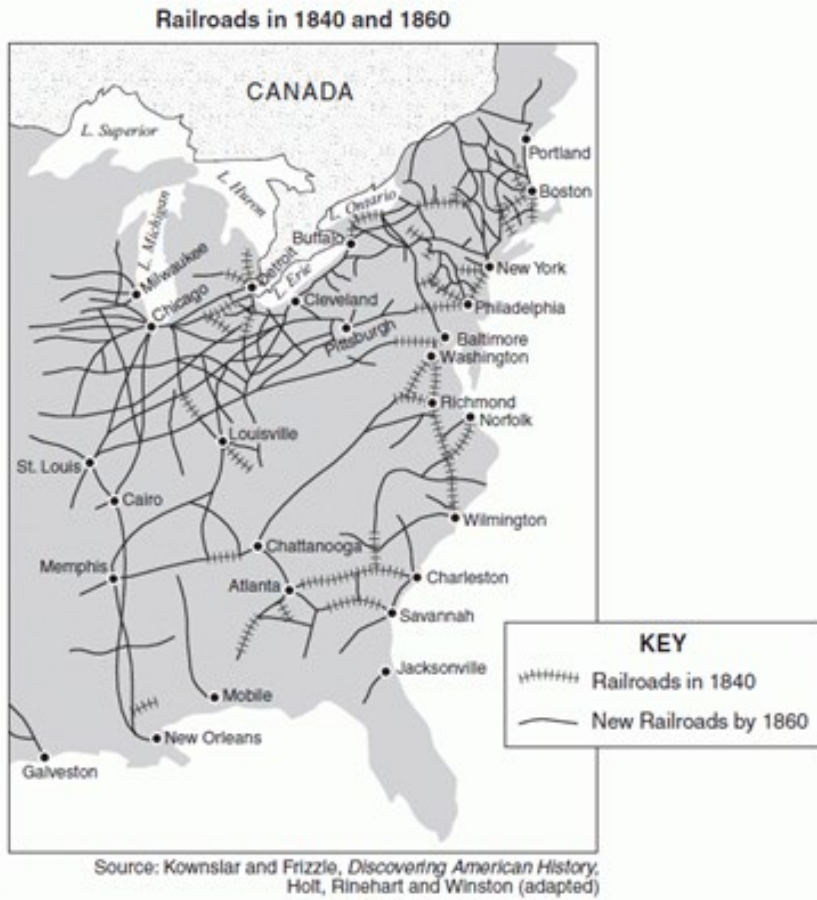 Railroads in 1840 and 1860
CANADA
L. Superior
L. Huron
L. Michigan
L. Ontario
L. Erie
Portland
Boston
Buffalo
New York
Detroit
Milwaukee
Chicago
Cleveland
Philadelphia
Pittsburgh
Baltimore
Washington
Richmond
Norfolk
Louisville
St. Louis
Cairo
Wilmington
Chattanooga
Memphis
Atlanta
Charleston
Savannah
Jacksonville
Mobile
New Orleans
Galveston
KEY
Railroads in 1840
New Railroads by 1860
Source: Kownslar and Frizzle, Discovering American History,
Holt, Rinehart and Winston (adapted)